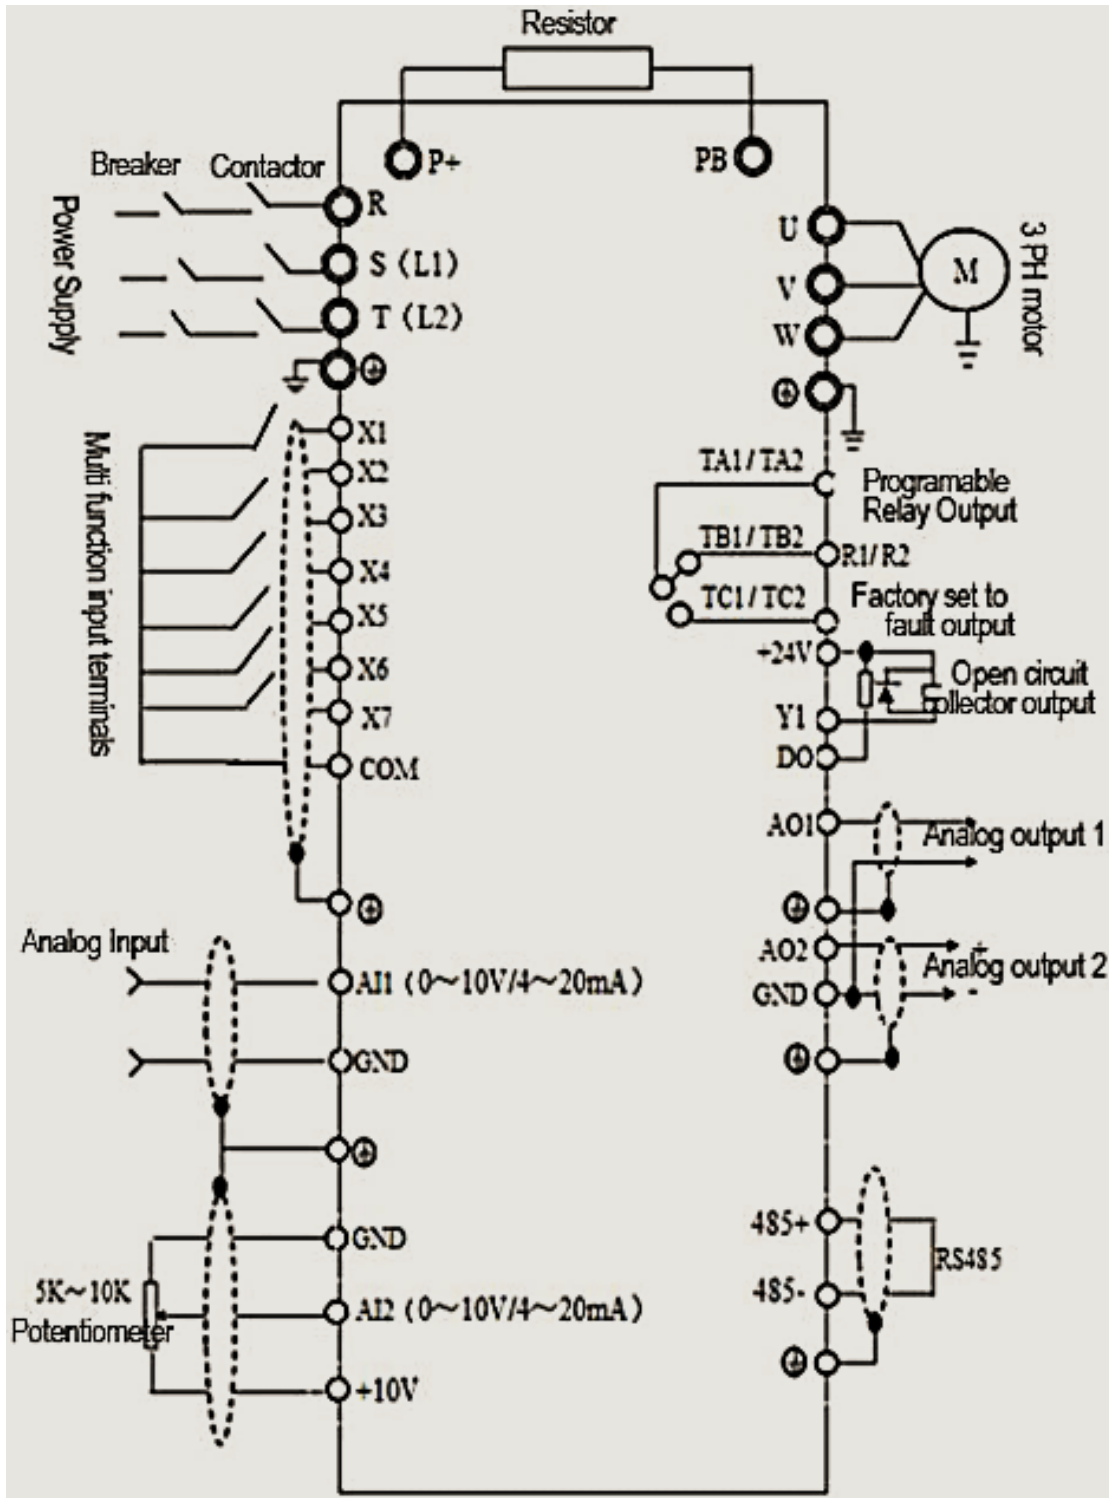 Resistor
P+
PB
Breaker
Contactor
Power Supply
R
S (L1)
T (L2)
U
V
W
M
3 PH motor
Multi function input terminals
X1
X2
X3
X4
X5
X6
X7
COM
TA1/TA2
Programable
Relay Output
TB1/TB2
R1/R2
TC1/TC2
Factory set to
fault output
+24V
Open circuit
collector output
Y1
DO
AO1
Analog output 1
AO2
+
Analog output 2
GND
-
Analog Input
AI1 (0~10V/4~20mA)
GND
GND
5K~10K
Potentiometer
AI2 (0~10V/4~20mA)
+10V
485+
RS485
485-